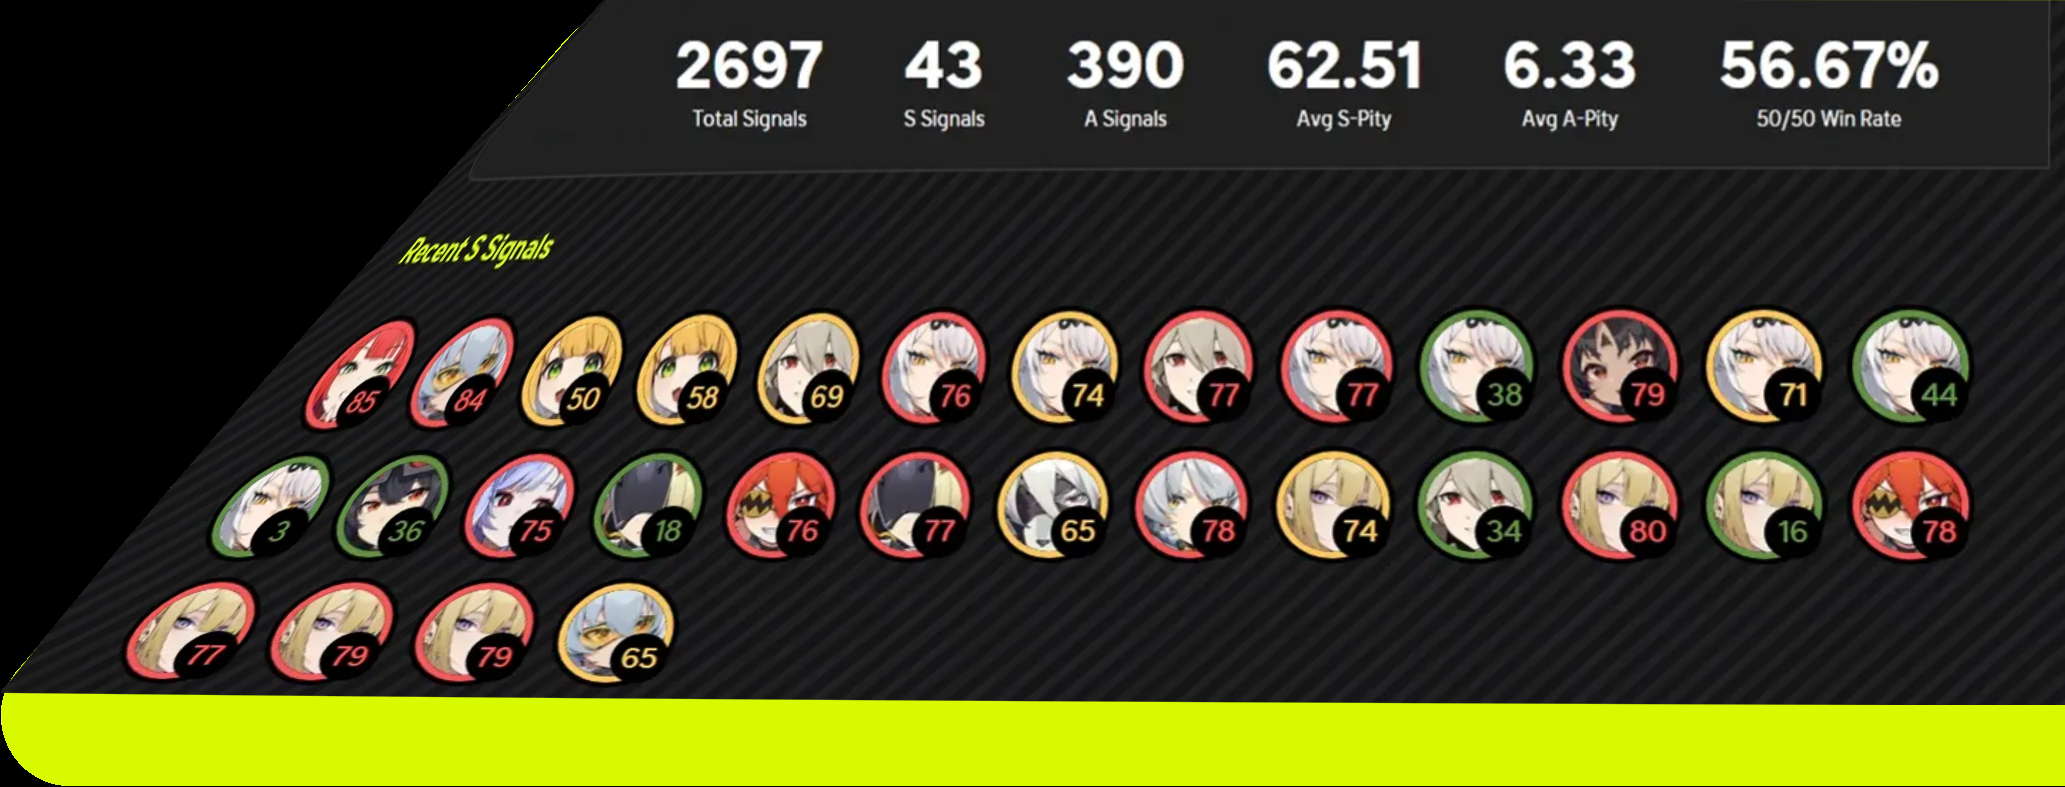 2697 43 390 62.51 6.33 56.67%
Total Signals S Signals A Signals Avg S-Pity Avg A-Pity 50/50 Win Rate
Recent S Signals
85 84 50 58 69 76 74 77 77 38 79 71 44
3 36 75 18 76 77 65 78 74 34 80 16 78
77 79 79 65